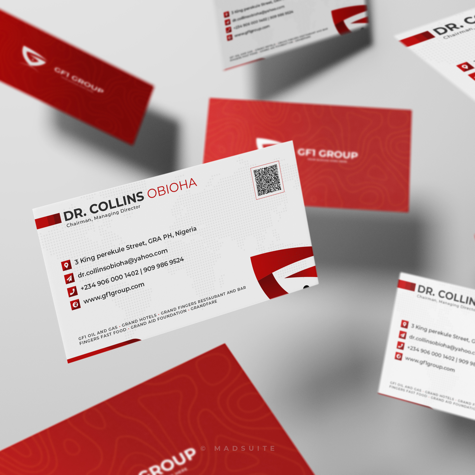 GF1 GROUP
3 King perekule Street, GRA PH, Nigeria
dr.collinsobioha@yahoo.com
+234 906 000 1402 | 909 986 9524
www.gf1group.com
GF1 GROUP
DR. COLLINS OBIOHA
Chairman, Managing Director
3 King perekule Street, GRA PH, Nigeria
dr.collinsobioha@yahoo.com
+234 906 000 1402 | 909 986 9524
www.gf1group.com
GF1 OIL AND GAS - GRAND HOTELS - GRAND FINGERS RESTAURANT AND BAR
FINGERS FAST FOOD - GRAND AID FOUNDATION - GRANDFARE
DR. COLLINS
Chairman, Managing Director
3 King perekule Street, G
dr.collinsobioha@yahoo.c
+234 906 000 1402 | 909
www.gf1group.com
GROUP
© MADSUITE